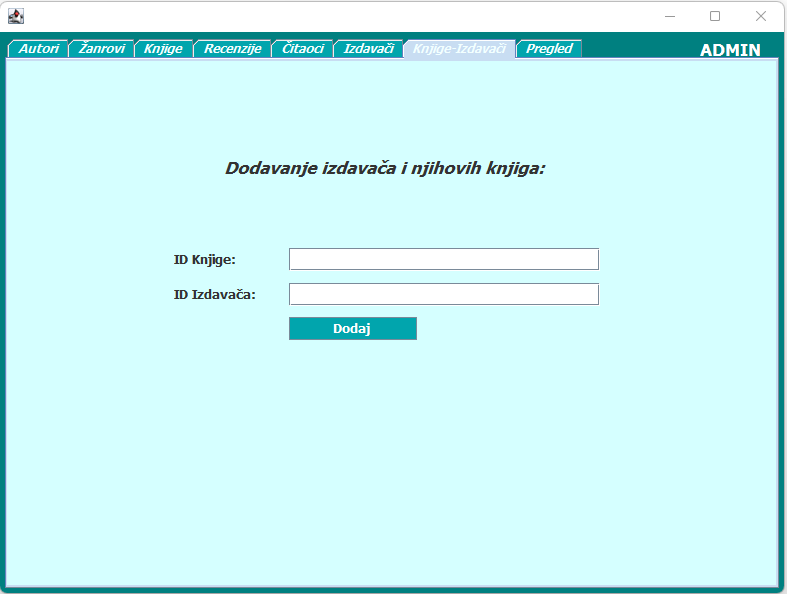 Autori Žanrovi Knjige Recenzije Čitaoci Izdavači Knjige-Izdavači Pregled ADMIN
Dodavanje izdavača i njihovih knjiga:
ID Knjige:
ID Izdavača:
Dodaj